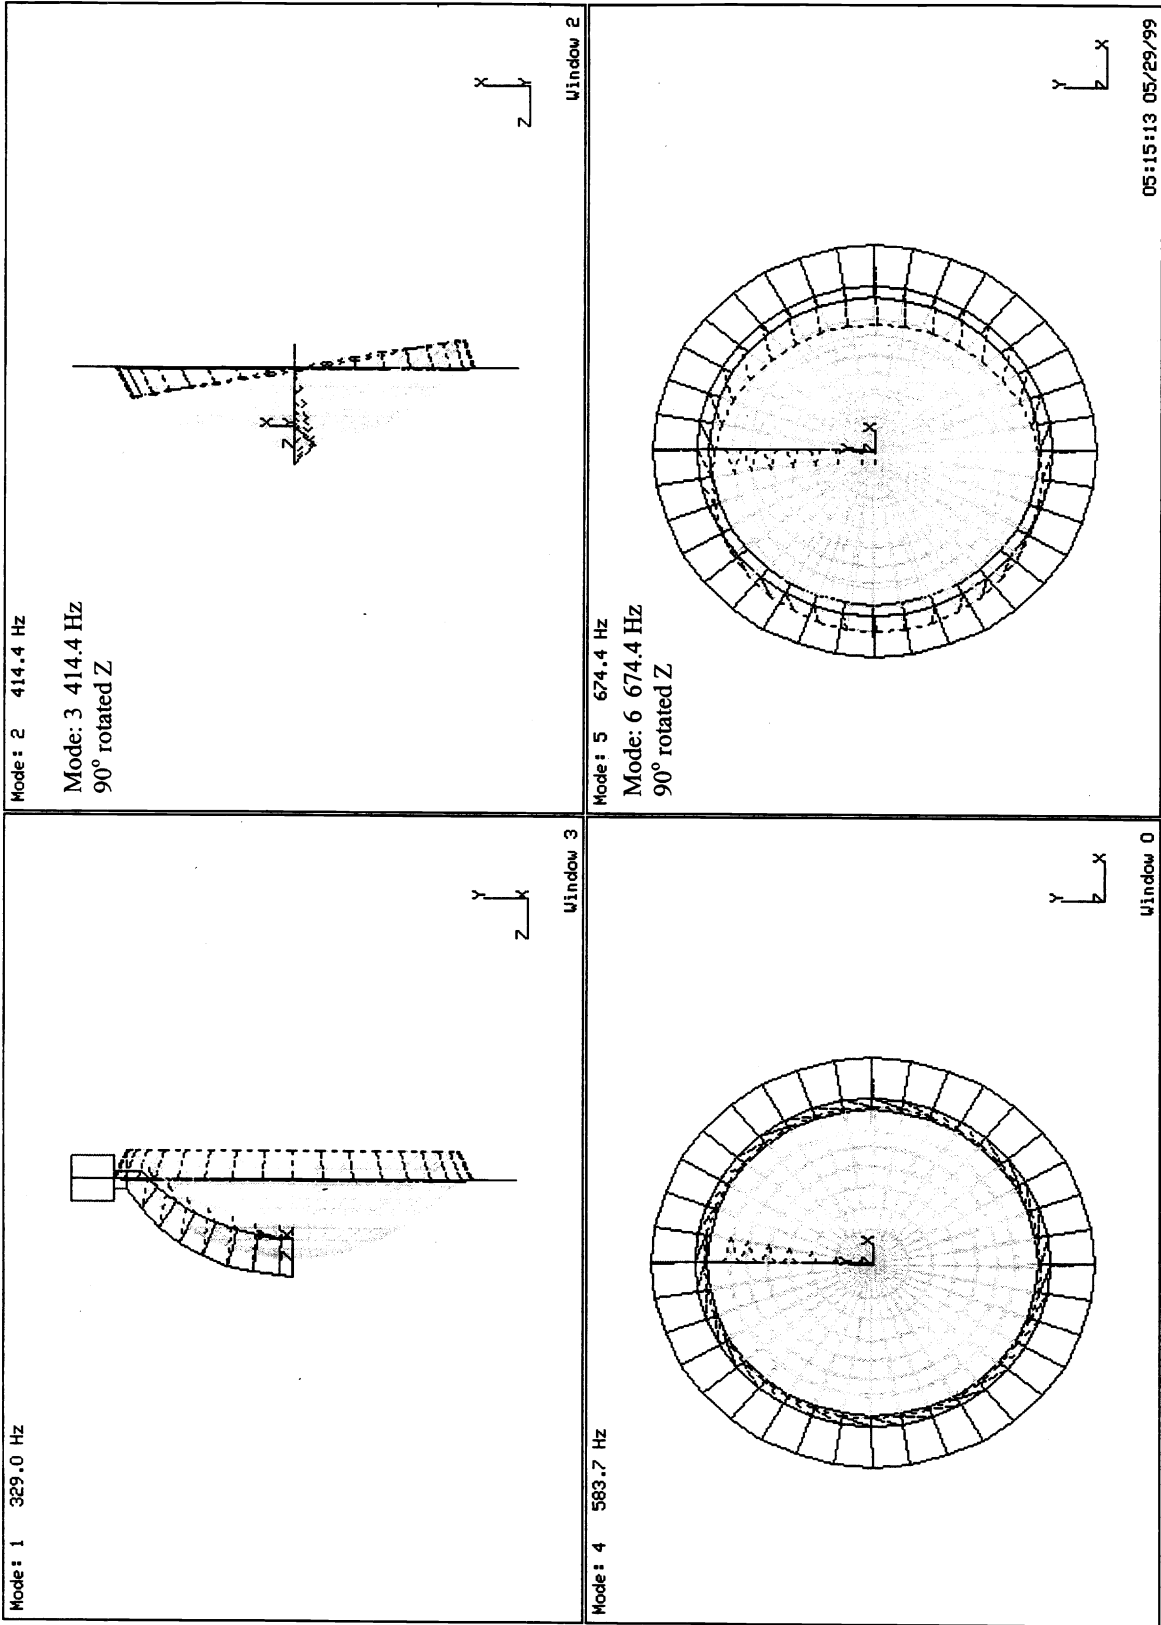 Mode: 1 329.0 Hz
Y
Z
X
Z
X
Window 3
Mode: 2 414.4 Hz
Mode: 3 414.4 Hz
90° rotated Z
X
Z
X
Z
Y
Window 2
Mode: 4 583.7 Hz
X
Y
Z
X
Window 0
Mode: 5 674.4 Hz
Mode: 6 674.4 Hz
90° rotated Z
Y
X
Z
Y
Z
X
05:15:13 05/29/99